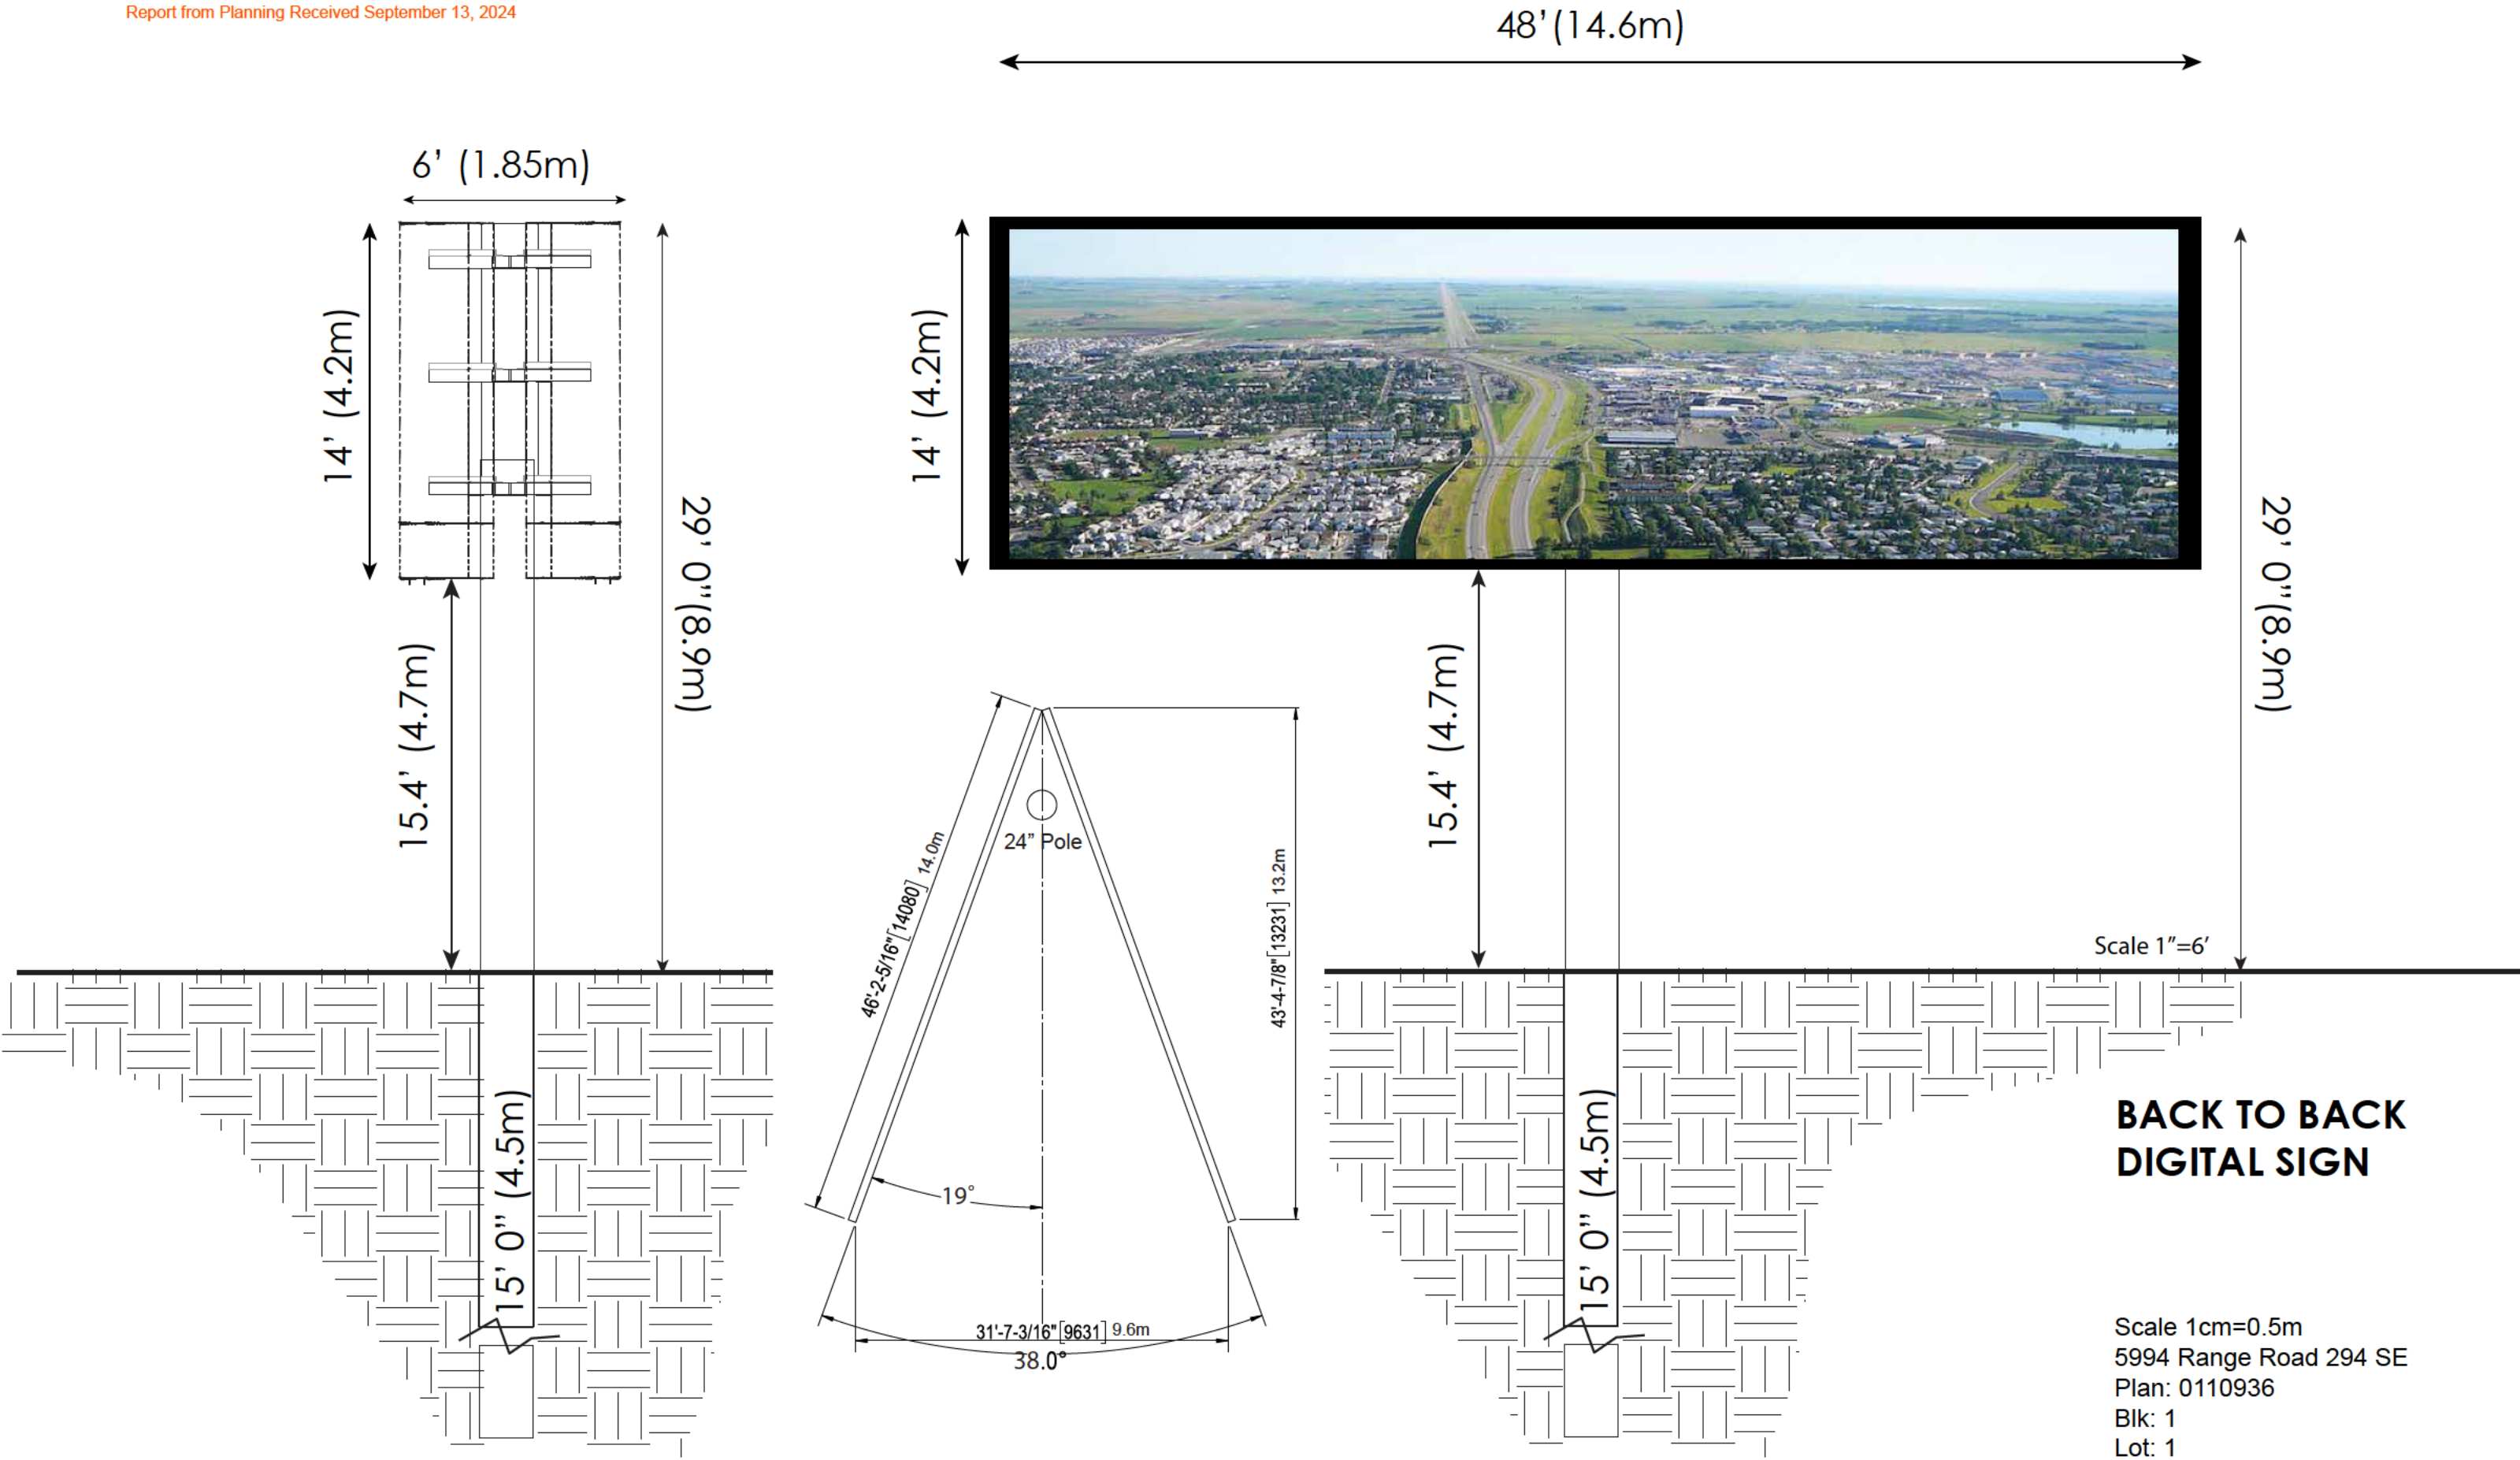 Report from Planning Received September 13, 2024
48’(14.6m)
6’ (1.85m)
14’ (4.2m)
29’ 0”(8.9m)
15.4’ (4.7m)
15’ 0” (4.5m)
14’ (4.2m)
29’ 0”(8.9m)
15.4’ (4.7m)
15’ 0” (4.5m)
24” Pole
46'-2-5/16"[14080] 14.0m
43'-4-7/8"[13231] 13.2m
19°
31'-7-3/16"[9631] 9.6m
38.0°
Scale 1”=6’
BACK TO BACK
DIGITAL SIGN
Scale 1cm=0.5m
5994 Range Road 294 SE
Plan: 0110936
Blk: 1
Lot: 1